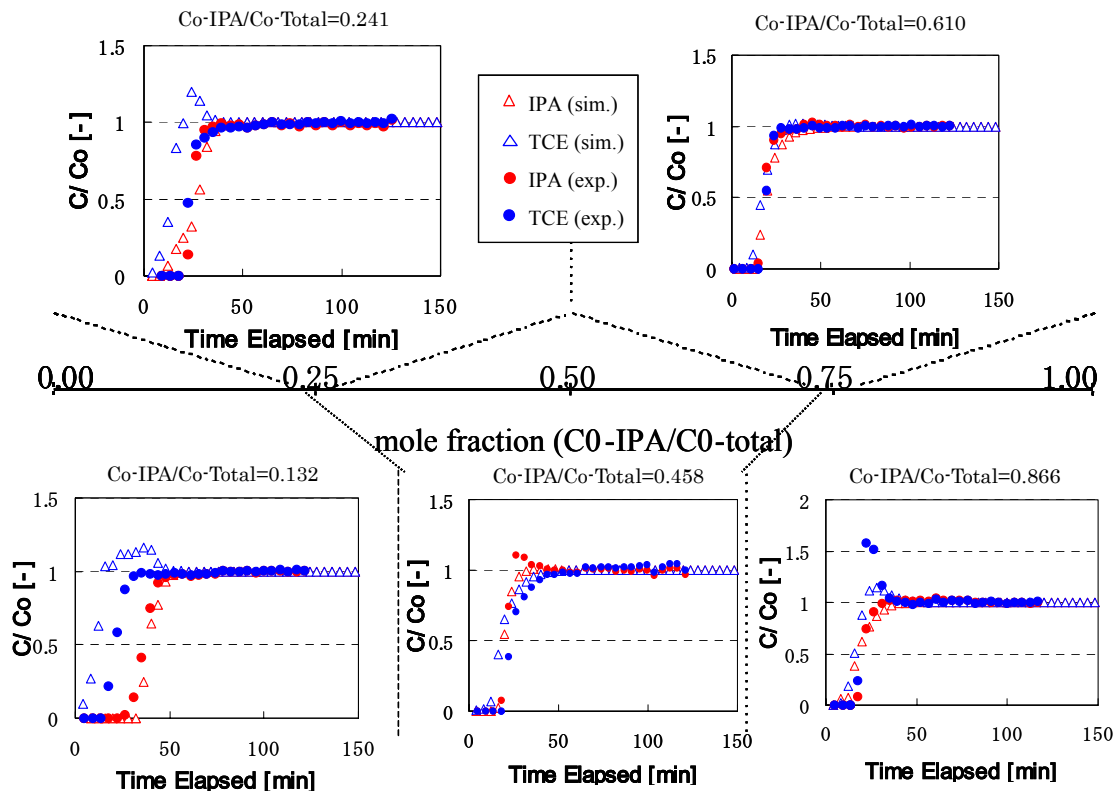 Co-IPA/Co-Total=0.241
1.5
1
0.5
0
C/ Co [-]
0 50 100 150
Time Elapsed [min]
IPA (sim.)
TCE (sim.)
IPA (exp.)
TCE (exp.)
Co-IPA/Co-Total=0.610
1.5
1
0.5
0
C/ Co [-]
0 50 100 150
Time Elapsed [min]
0.00 0.25 0.50 0.75 1.00
mole fraction (C0-IPA/C0-total)
Co-IPA/Co-Total=0.132
1.5
1
0.5
0
C/ Co [-]
0 50 100 150
Time Elapsed [min]
Co-IPA/Co-Total=0.458
1.5
1
0.5
0
C/ Co [-]
0 50 100 150
Time Elapsed [min]
Co-IPA/Co-Total=0.866
2
1.5
1
0.5
0
C/ Co [-]
0 50 100 150
Time Elapsed [min]